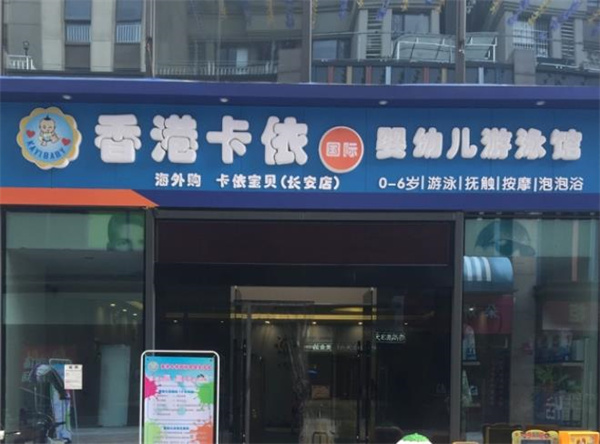 KAYIBABY
香港卡依 国际 婴幼儿游泳馆
海外购 卡依宝贝(长安店) 0-6岁|游泳|抚触|按摩|泡泡浴